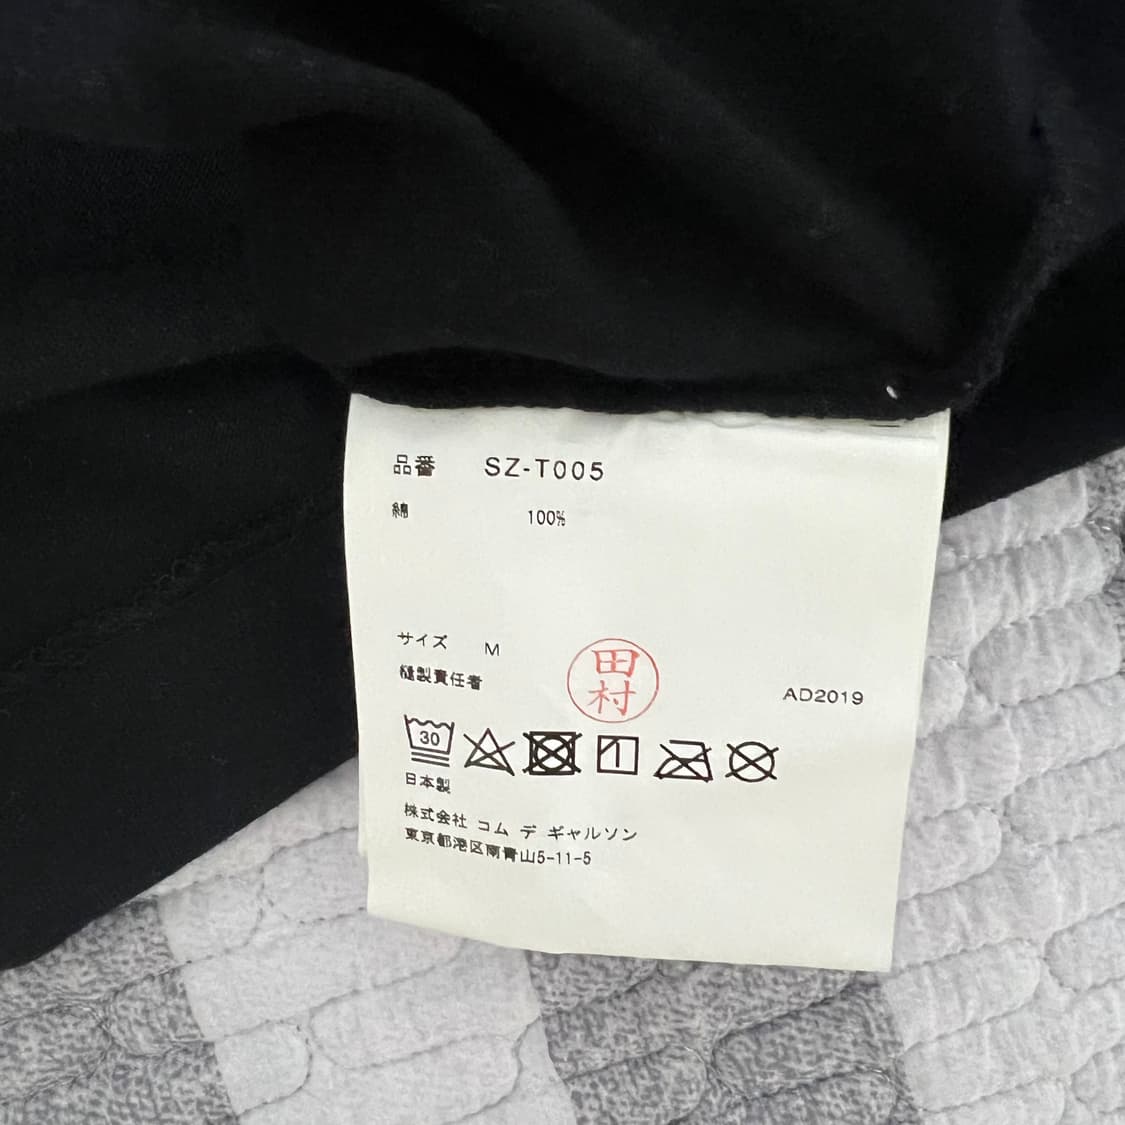 品番 SZ-T005
綿 100%
サイズ M
縫製責任者
田村
AD2019
30
日本製
株式会社 コム デ ギャルソン
東京都港区南青山5-11-5